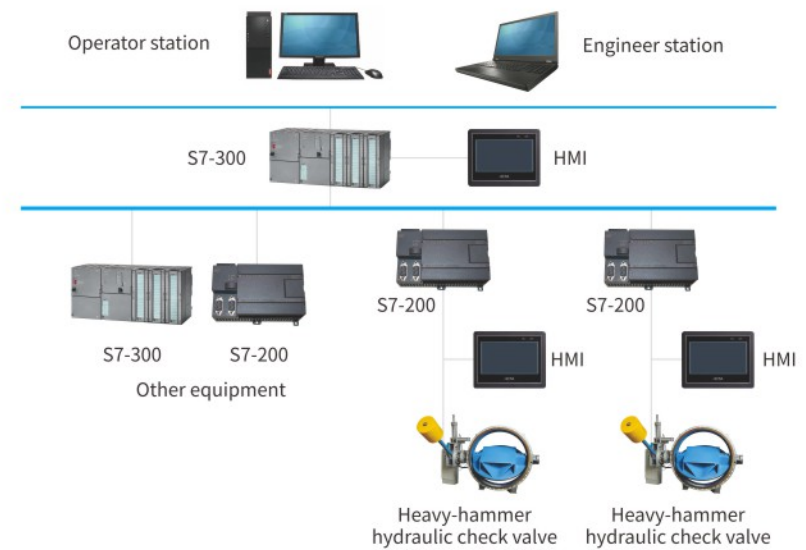 Operator station
Engineer station
S7-300
HMI
S7-300
S7-200
Other equipment
S7-200
HMI
Heavy-hammer
hydraulic check valve
S7-200
HMI
Heavy-hammer
hydraulic check valve